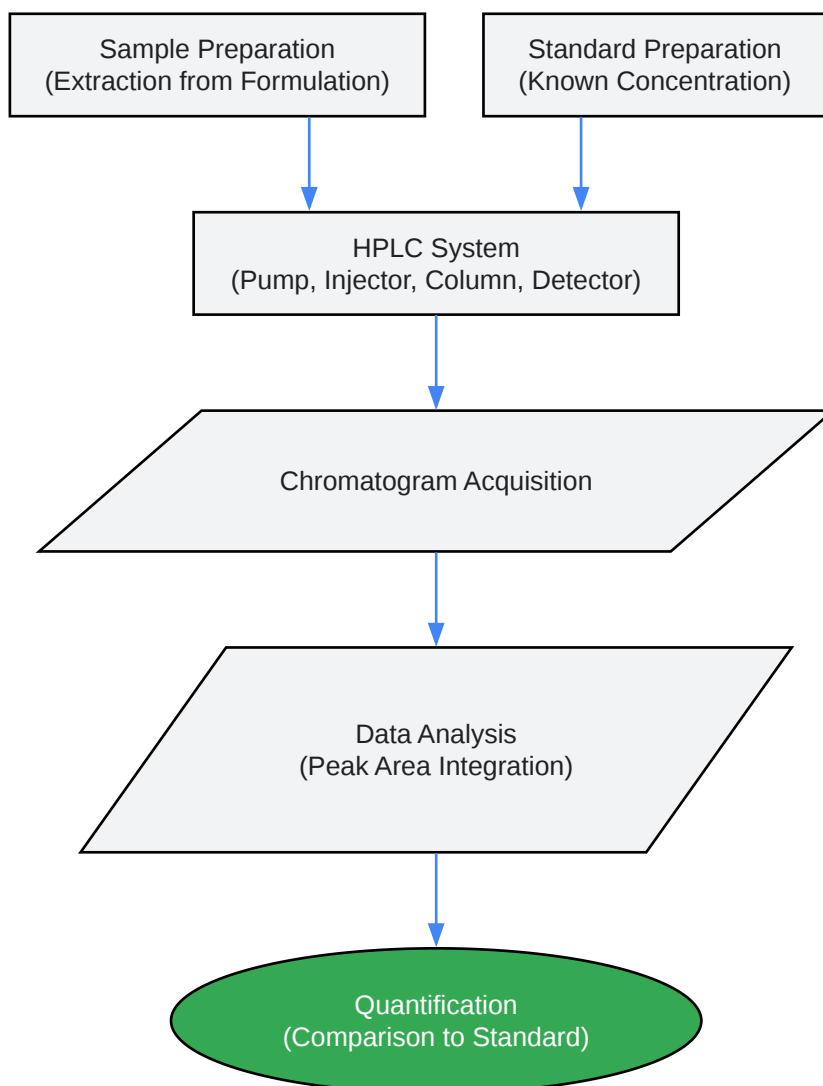 Sample Preparation
(Extraction from Formulation)
Standard Preparation
(Known Concentration)
HPLC System
(Pump, Injector, Column, Detector)
Chromatogram Acquisition
Data Analysis
(Peak Area Integration)
Quantification
(Comparison to Standard)